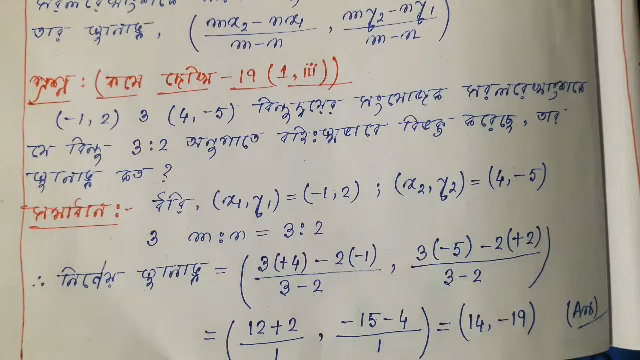 তার স্থানাঙ্ক, (mx₂-nx₁/m-n, my₂-ny₁/m-n)
প্রশ্ন: (কষে দেখি-19 (1, iii))
(-1, 2) ও (4, -5) বিন্দুদ্বয়ের সংযোজক সরলরেখাংশকে
যে বিন্দু 3:2 অনুপাতে বহিঃস্থভাবে বিভক্ত করেছে, তার
স্থানাঙ্ক কত?
সমাধান:- ধরি, (x₁, y₁) = (-1, 2) ; (x₂, y₂) = (4, -5)
ও m:n = 3:2
∴ নির্ণেয় স্থানাঙ্ক = (3(+4)-2(-1)/3-2, 3(-5)-2(+2)/3-2)
= (12+2/1, -15-4/1) = (14, -19) (Ans)